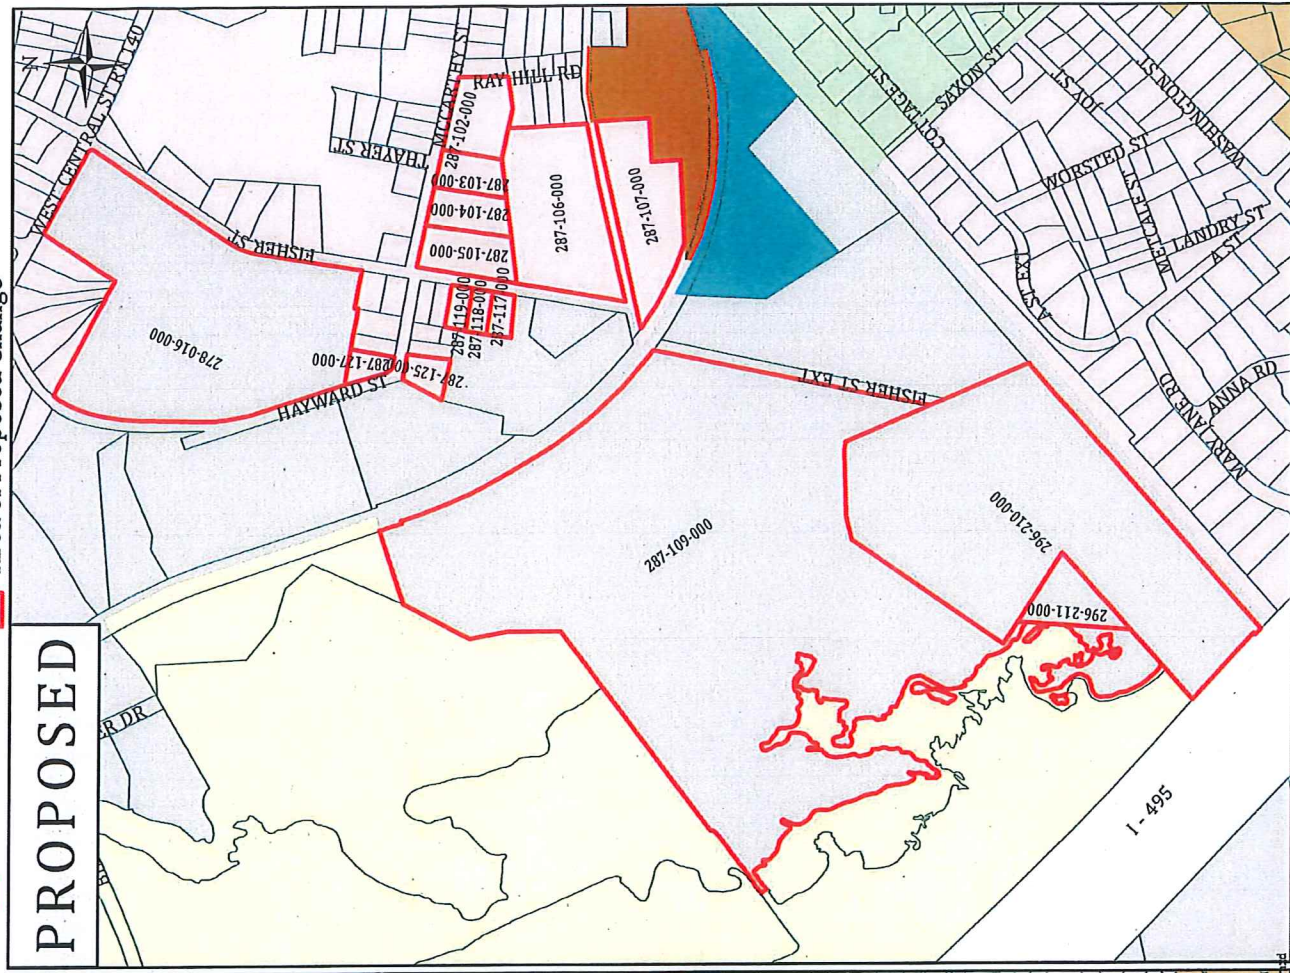 PROPOSED
N
WEST CENTRAL ST RN 140
MCCARTHY ST
RAY HILL RD
THAYER ST
FISHER ST
HAYWARD ST
278-016-000
287-102-000
287-103-000
287-104-000
287-105-000
287-106-000
287-107-000
287-119-000
287-118-000
287-117-000
287-127-000
287-125-000
COTTAGE ST
SAXON ST
JOY ST
WASHINGTON ST
WORSTED ST
METCALF ST
LANDRY ST
A ST
A ST EXT
MARY JANE RD
ANNA RD
FISHER ST EXT
287-109-000
296-210-000
296-211-000
ER DR
I - 495